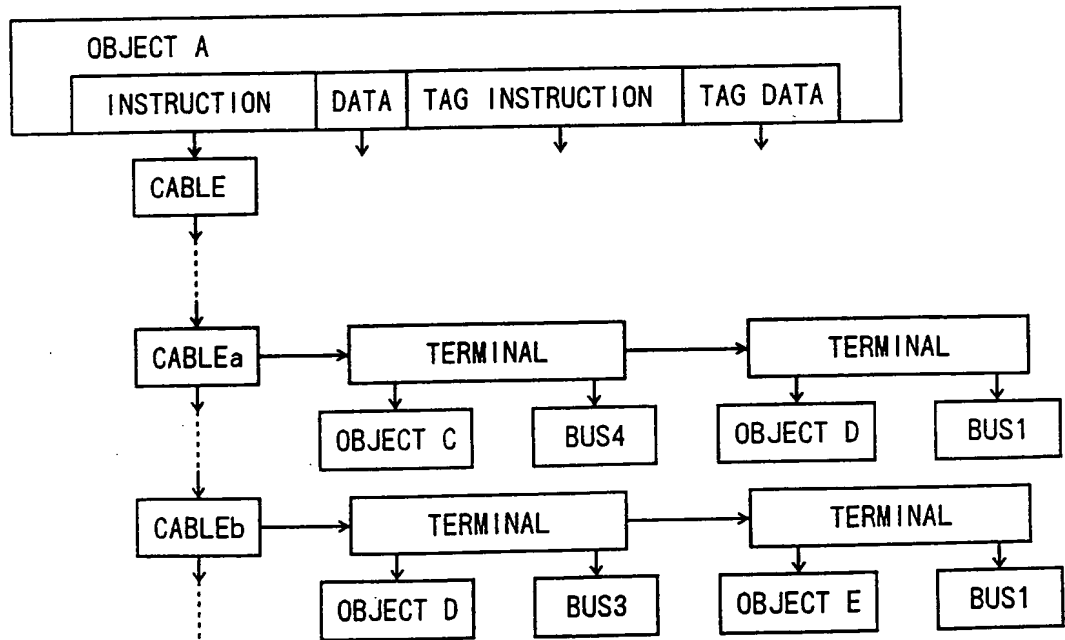 OBJECT A
INSTRUCTION DATA TAG INSTRUCTION TAG DATA
CABLE
CABLEa TERMINAL TERMINAL
OBJECT C BUS4 OBJECT D BUS1
CABLEb TERMINAL TERMINAL
OBJECT D BUS3 OBJECT E BUS1